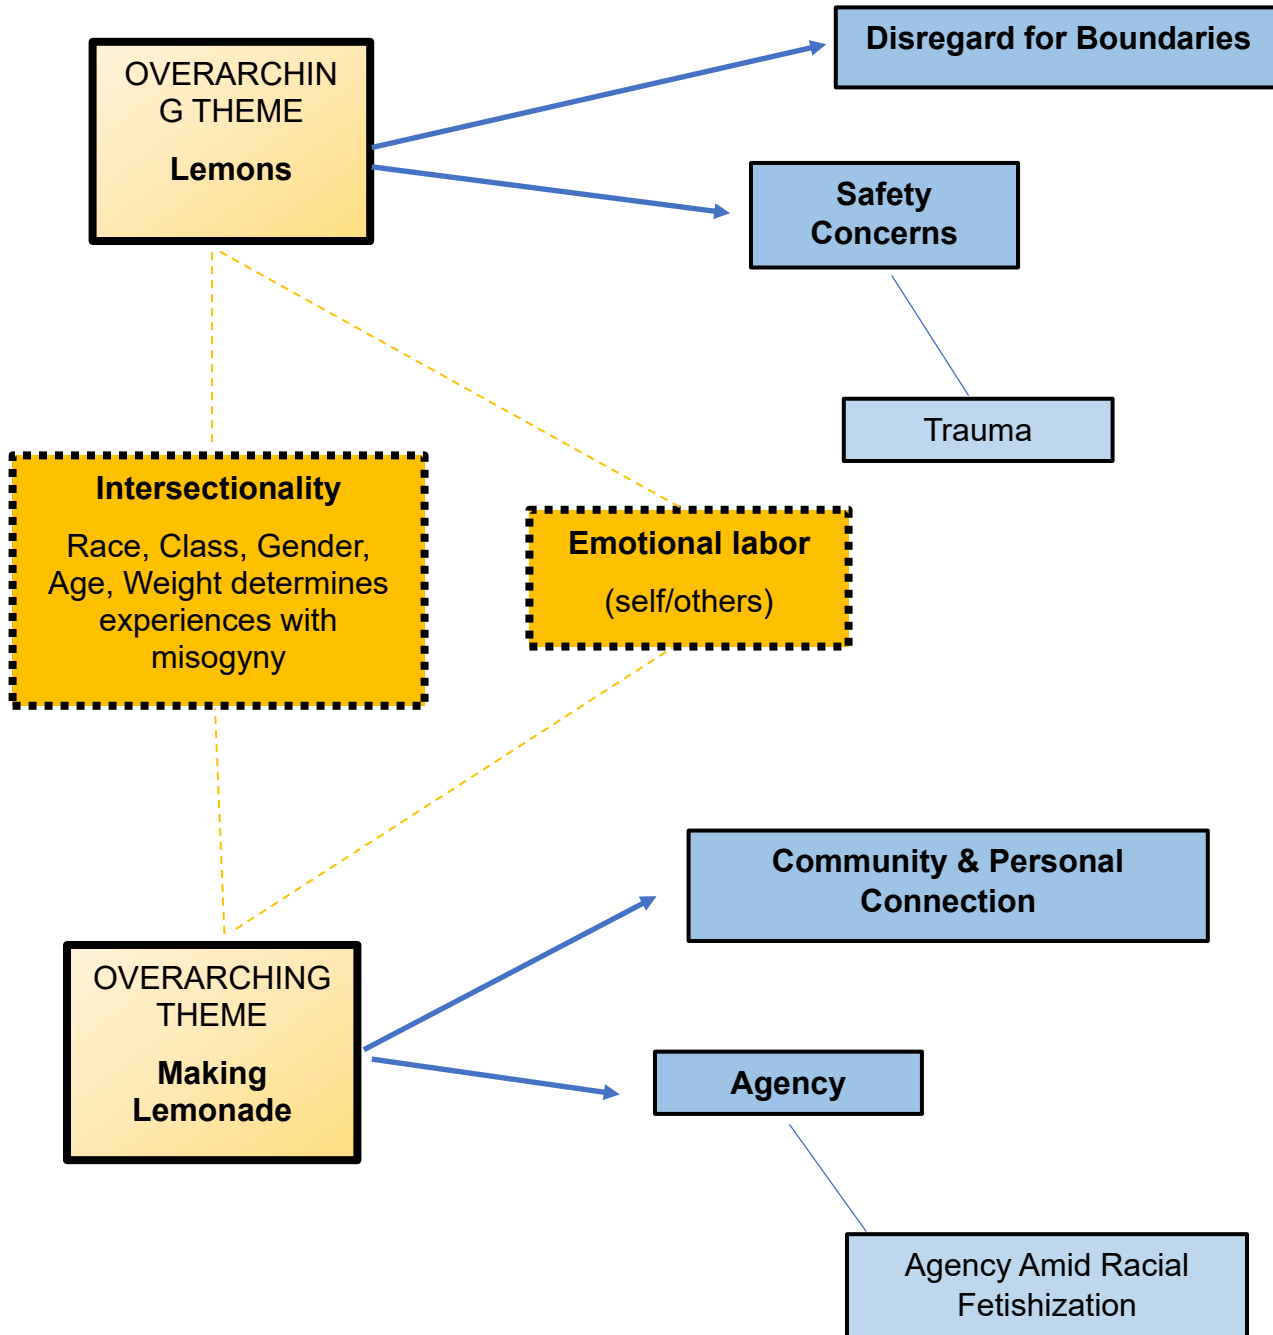 Disregard for Boundaries
OVERARCHIN
G THEME
Lemons
Safety
Concerns
Trauma
Intersectionality
Race, Class, Gender,
Age, Weight determines
experiences with
misogyny
Emotional labor
(self/others)
Community & Personal
Connection
OVERARCHING
THEME
Making
Lemonade
Agency
Agency Amid Racial
Fetishization